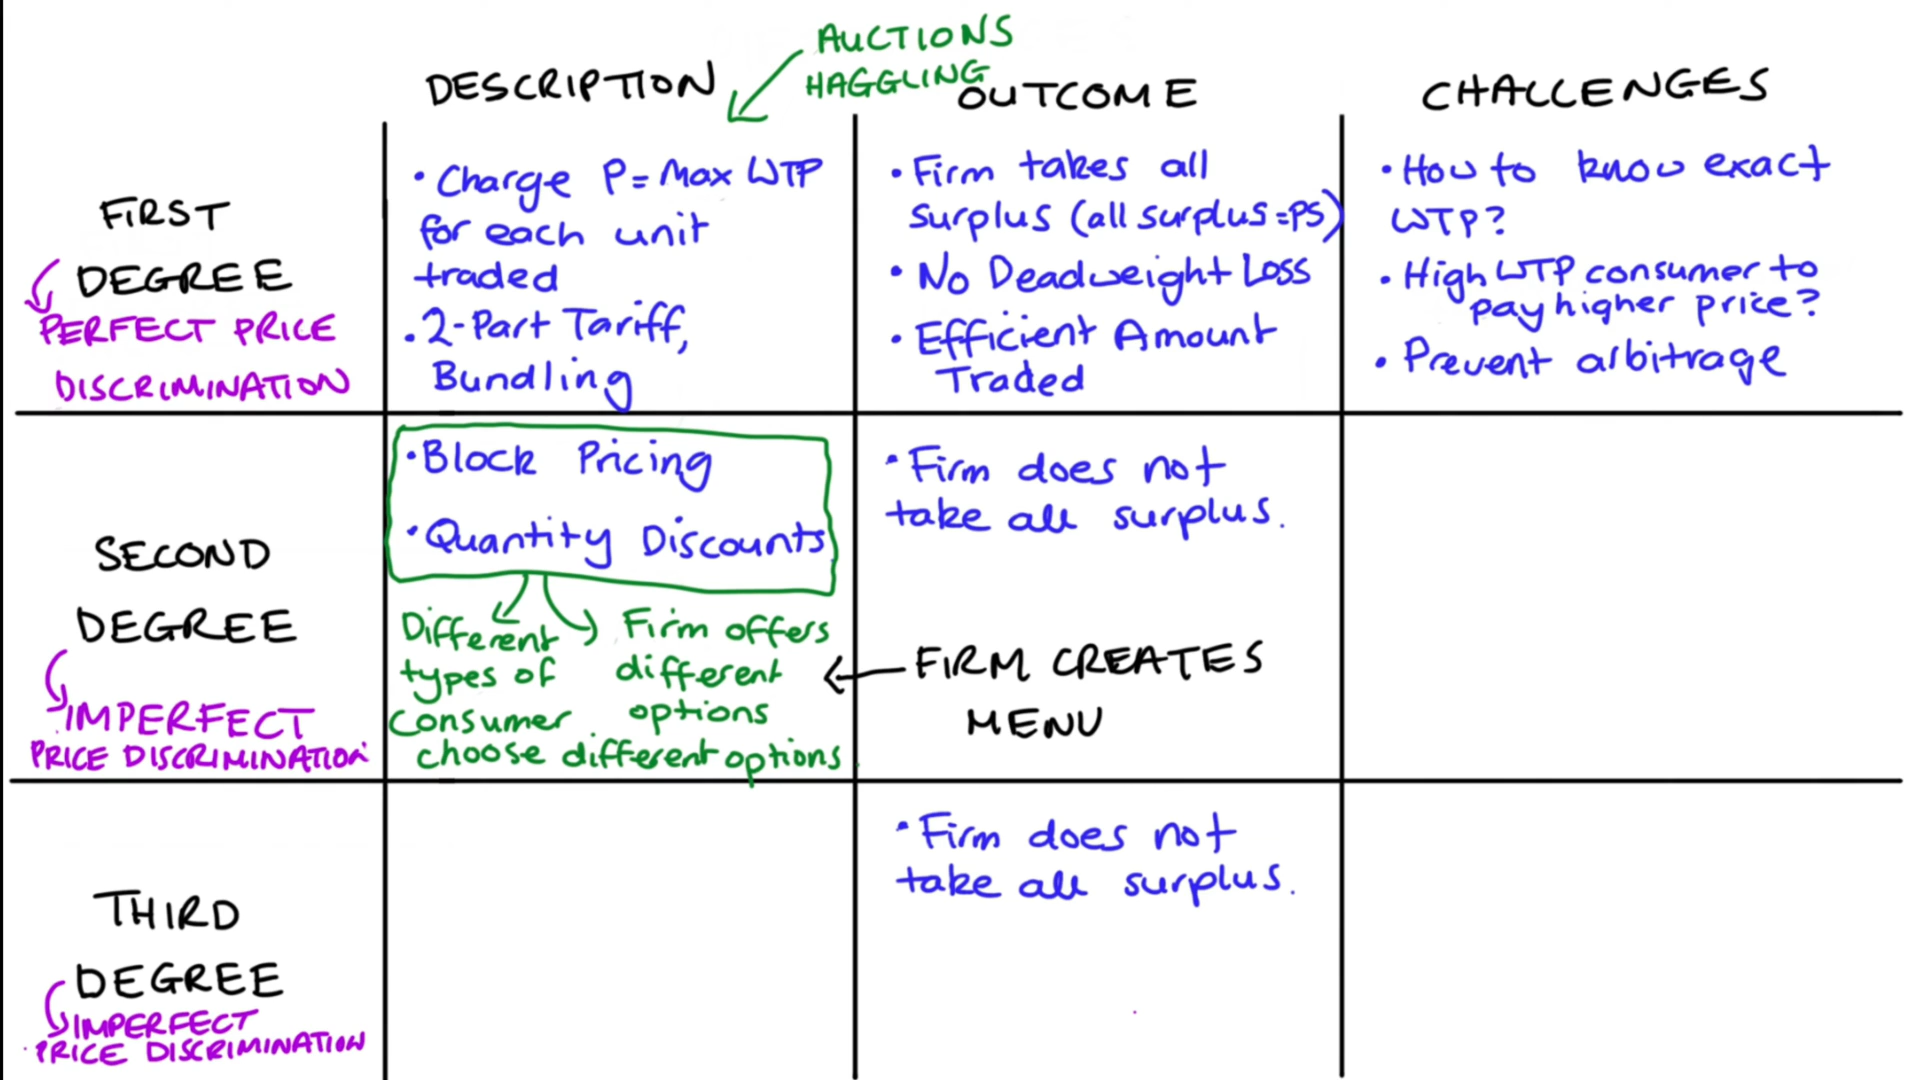 AUCTIONS
HAGGLING
DESCRIPTION
OUTCOME
CHALLENGES
FIRST
DEGREE
PERFECT PRICE
DISCRIMINATION
• Charge P = Max WTP
for each unit
traded
• 2-Part Tariff,
Bundling
• Firm takes all
surplus (all surplus = PS)
• No Deadweight Loss
• Efficient Amount
Traded
• How to know exact
WTP?
• High WTP consumer to
pay higher price?
• Prevent arbitrage
SECOND
DEGREE
IMPERFECT
PRICE DISCRIMINATION
• Block Pricing
• Quantity Discounts
Different
types of
consumer
choose different options
Firm offers
different
options
• Firm does not
take all surplus.
FIRM CREATES
MENU
THIRD
DEGREE
IMPERFECT
PRICE DISCRIMINATION
• Firm does not
take all surplus.